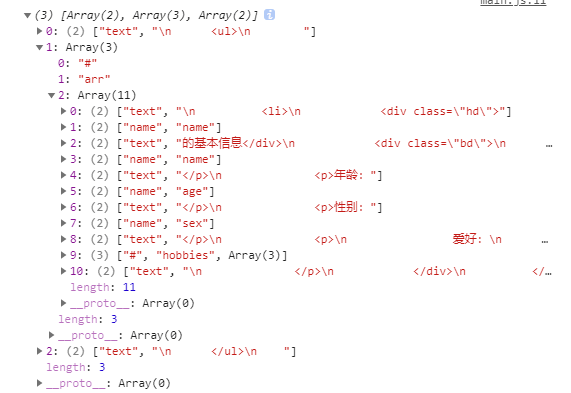 main.js:11
(3) [Array(2), Array(3), Array(2)] i
0: (2) ["text", "\n <ul>\n "]
1: Array(3)
0: "#"
1: "arr"
2: Array(11)
0: (2) ["text", "\n <li>\n <div class=\"hd\">"]
1: (2) ["name", "name"]
2: (2) ["text", "的基本信息</div>\n <div class=\"bd\">\n …
3: (2) ["name", "name"]
4: (2) ["text", "</p>\n <p>年龄: "]
5: (2) ["name", "age"]
6: (2) ["text", "</p>\n <p>性别: "]
7: (2) ["name", "sex"]
8: (2) ["text", "</p>\n <p>\n 爱好: \n …
9: (3) ["#", "hobbies", Array(3)]
10: (2) ["text", "\n </p>\n </div>\n </…
length: 11
__proto__: Array(0)
length: 3
__proto__: Array(0)
2: (2) ["text", "\n </ul>\n "]
length: 3
__proto__: Array(0)